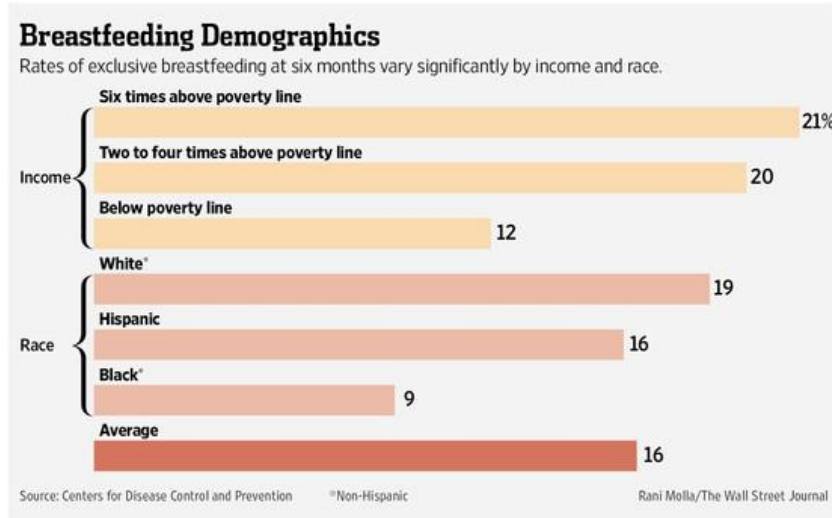 Breastfeeding Demographics
Rates of exclusive breastfeeding at six months vary significantly by income and race.
Six times above poverty line
21%
Two to four times above poverty line
Income
20
Below poverty line
12
White*
19
Hispanic
Race
16
Black*
9
Average
16
Source: Centers for Disease Control and Prevention *Non-Hispanic Rani Molla/The Wall Street Journal